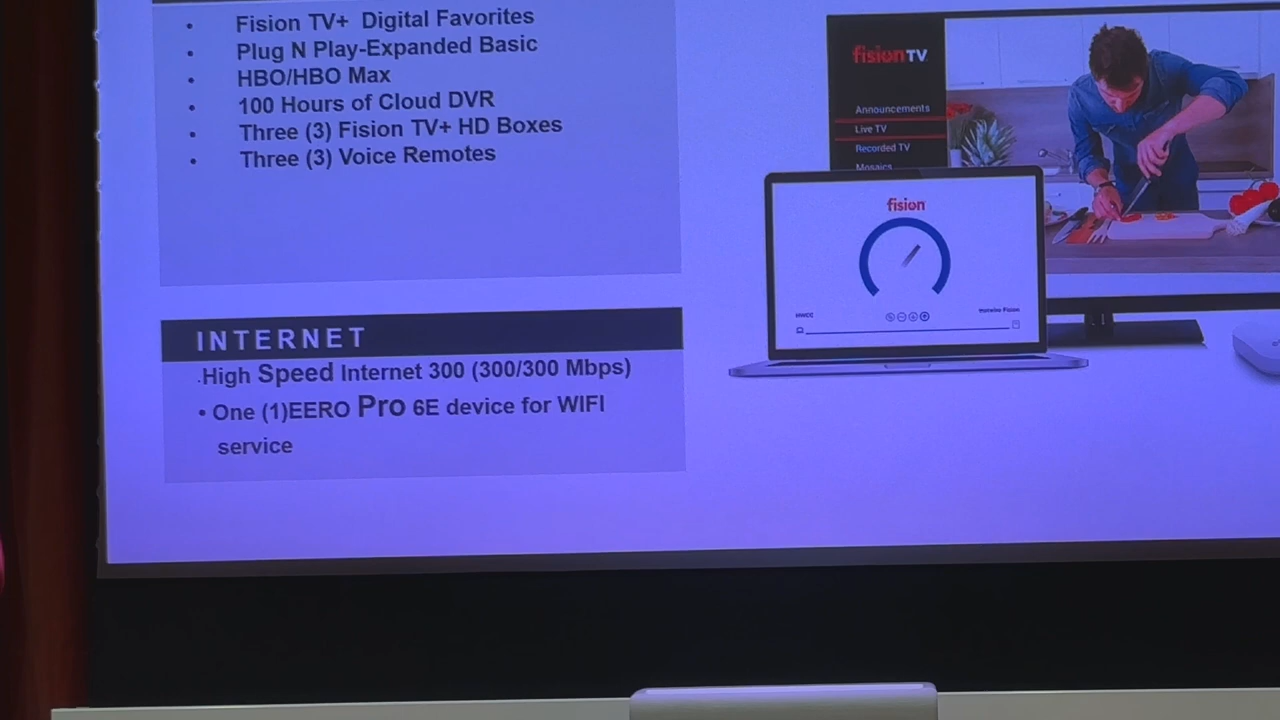 • Fision TV+ Digital Favorites
• Plug N Play-Expanded Basic
• HBO/HBO Max
• 100 Hours of Cloud DVR
• Three (3) Fision TV+ HD Boxes
• Three (3) Voice Remotes
fision TV
Announcements
Live TV
Recorded TV
Mosaics
fision
HWCC
INTERNET
.High Speed Internet 300 (300/300 Mbps)
• One (1)EERO Pro 6E device for WIFI
service